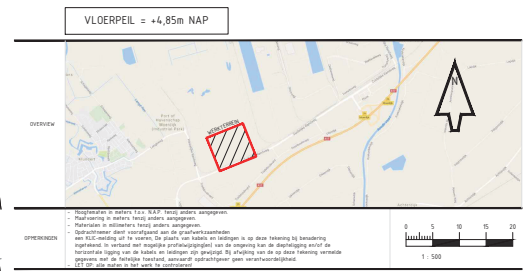 VLOERPEIL = +4,85m NAP
OVERVIEW
WERKTERREIN
N
OPMERKINGEN
- Hoogtematen in meters t.o.v. N.A.P. tenzij anders aangegeven.
- Maatvoering in meters tenzij anders aangegeven.
- Materialen in millimeters tenzij anders aangegeven.
- Opdrachtnemer dient voorafgaand aan de graafwerkzaamheden
een KLIC-melding uit te voeren. De plaats van kabels en leidingen is op deze tekening bij benadering
ingetekend. In verband met mogelijke profielwijziging(en) van de omgeving kan de diepteligging en/of de
horizontale ligging van de kabels en leidingen zijn gewijzigd. Bij afwijking van de op deze tekening vermelde
gegevens met de feitelijke toestand, aanvaardt opdrachtgever geen verantwoordelijkheid.
- LET OP: alle maten in het werk te controleren!
0 5 10 15 20
1 : 500